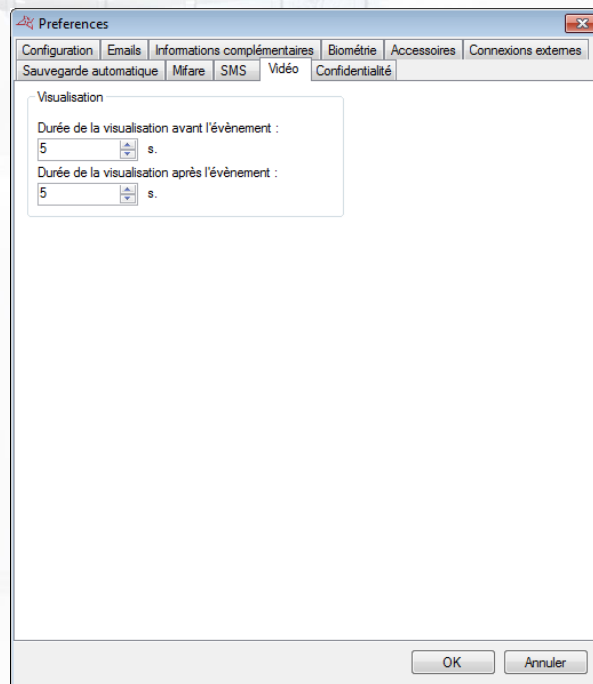 Preferences
Configuration Emails Informations complémentaires Biométrie Accessoires Connexions externes
Sauvegarde automatique Mifare SMS Vidéo Confidentialité
Visualisation
Durée de la visualisation avant l'évènement :
5 s.
Durée de la visualisation après l'évènement :
5 s.
OK Annuler